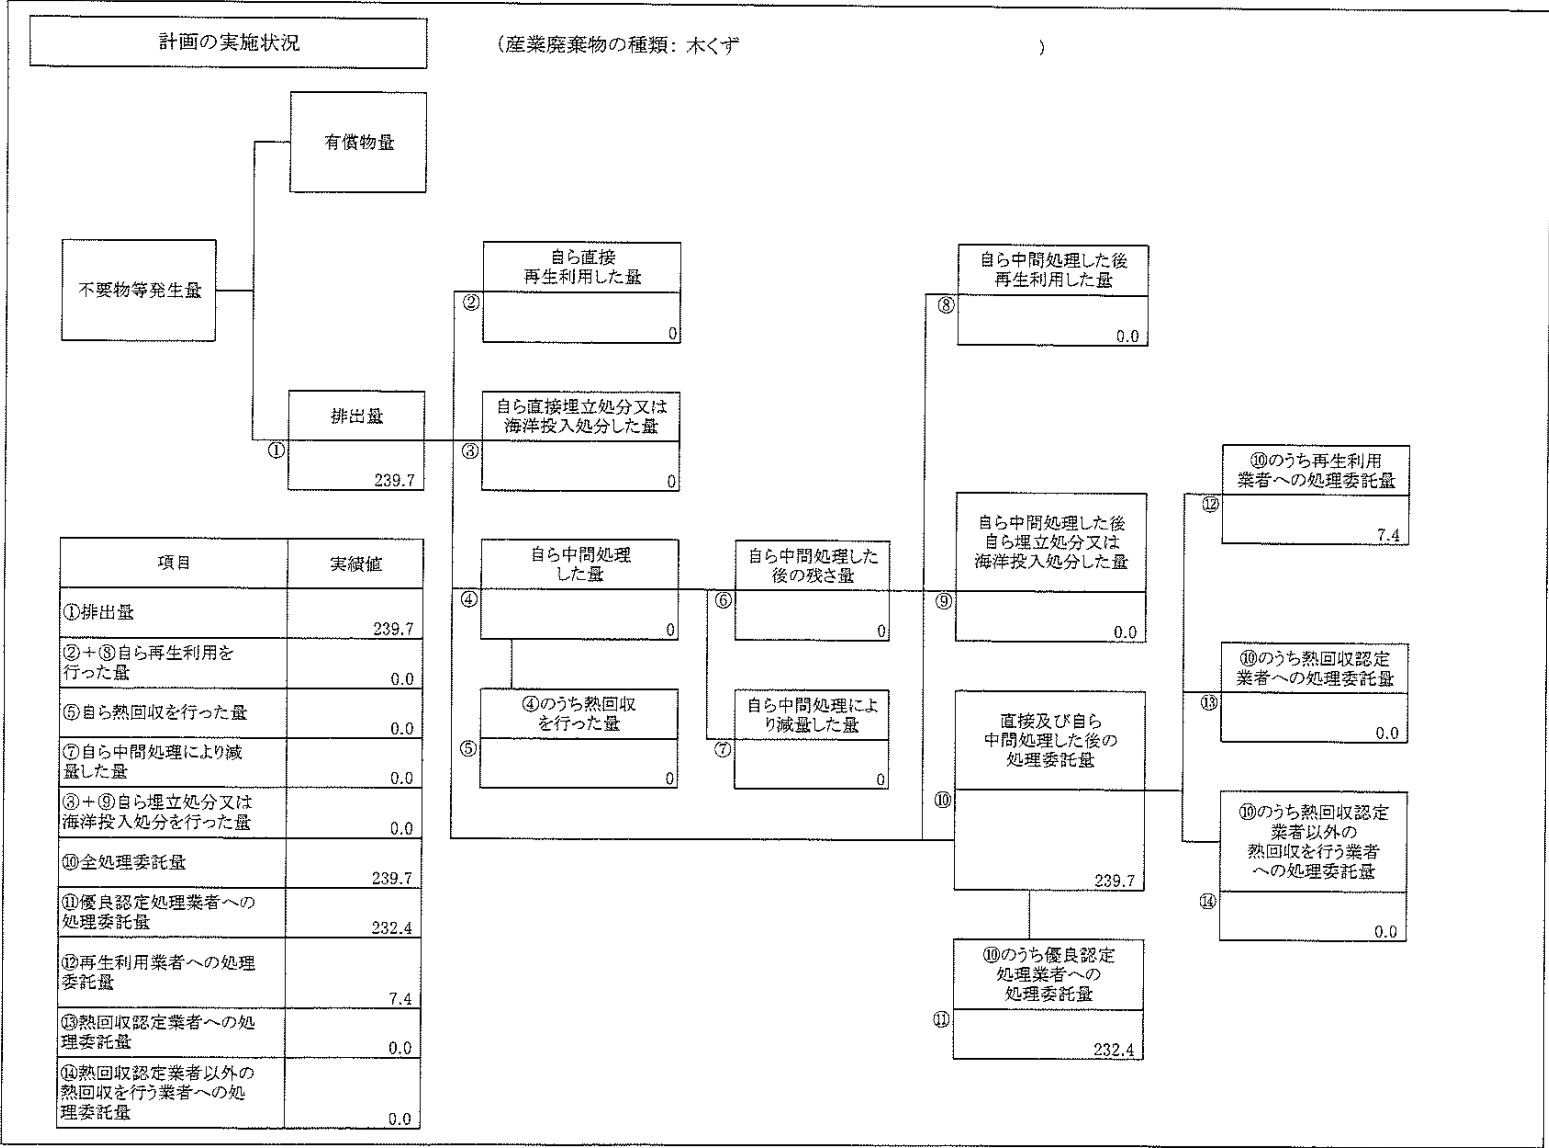 計画の実施状況
(産業廃棄物の種類: 木くず )
有償物量
不要物等発生量
① 排出量
239.7
② 自ら直接
再生利用した量
0
③ 自ら直接埋立処分又は
海洋投入処分した量
0
④ 自ら中間処理
した量
0
⑤ ④のうち熱回収
を行った量
0
⑥ 自ら中間処理した
後の残さ量
0
⑦ 自ら中間処理によ
り減量した量
0
⑧ 自ら中間処理した後
再生利用した量
0.0
⑨ 自ら中間処理した後
自ら埋立処分又は
海洋投入処分した量
0.0
⑩ 直接及び自ら
中間処理した後の
処理委託量
239.7
⑪ ⑩のうち優良認定
処理業者への
処理委託量
232.4
⑫ ⑩のうち再生利用
業者への処理委託量
7.4
⑬ ⑩のうち熱回収認定
業者への処理委託量
0.0
⑭ ⑩のうち熱回収認定
業者以外の
熱回収を行う業者
への処理委託量
0.0
項目 実績値
①排出量
239.7
②+⑧自ら再生利用を
行った量
0.0
⑤自ら熱回収を行った量
0.0
⑦自ら中間処理により減
量した量
0.0
③+⑨自ら埋立処分又は
海洋投入処分を行った量
0.0
⑩全処理委託量
239.7
⑪優良認定処理業者への
処理委託量
232.4
⑫再生利用業者への処理
委託量
7.4
⑬熱回収認定業者への処
理委託量
0.0
⑭熱回収認定業者以外の
熱回収を行う業者への処
理委託量
0.0